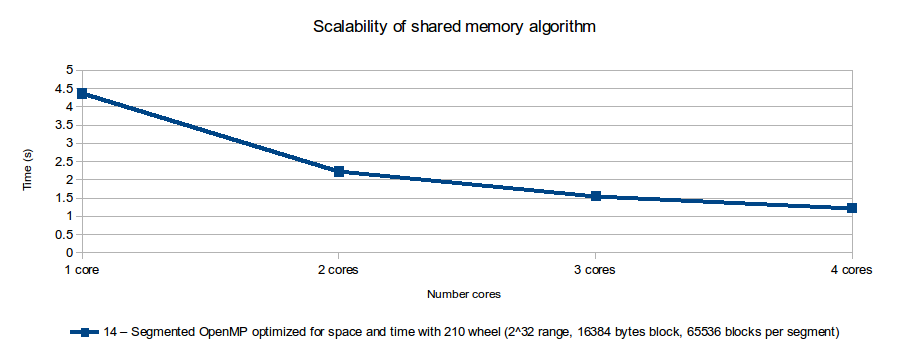 Scalability of shared memory algorithm
5
4.5
4
3.5
3
2.5
2
1.5
1
0.5
0
Time (s)
1 core 2 cores 3 cores 4 cores
Number cores
14 – Segmented OpenMP optimized for space and time with 210 wheel (2^32 range, 16384 bytes block, 65536 blocks per segment)